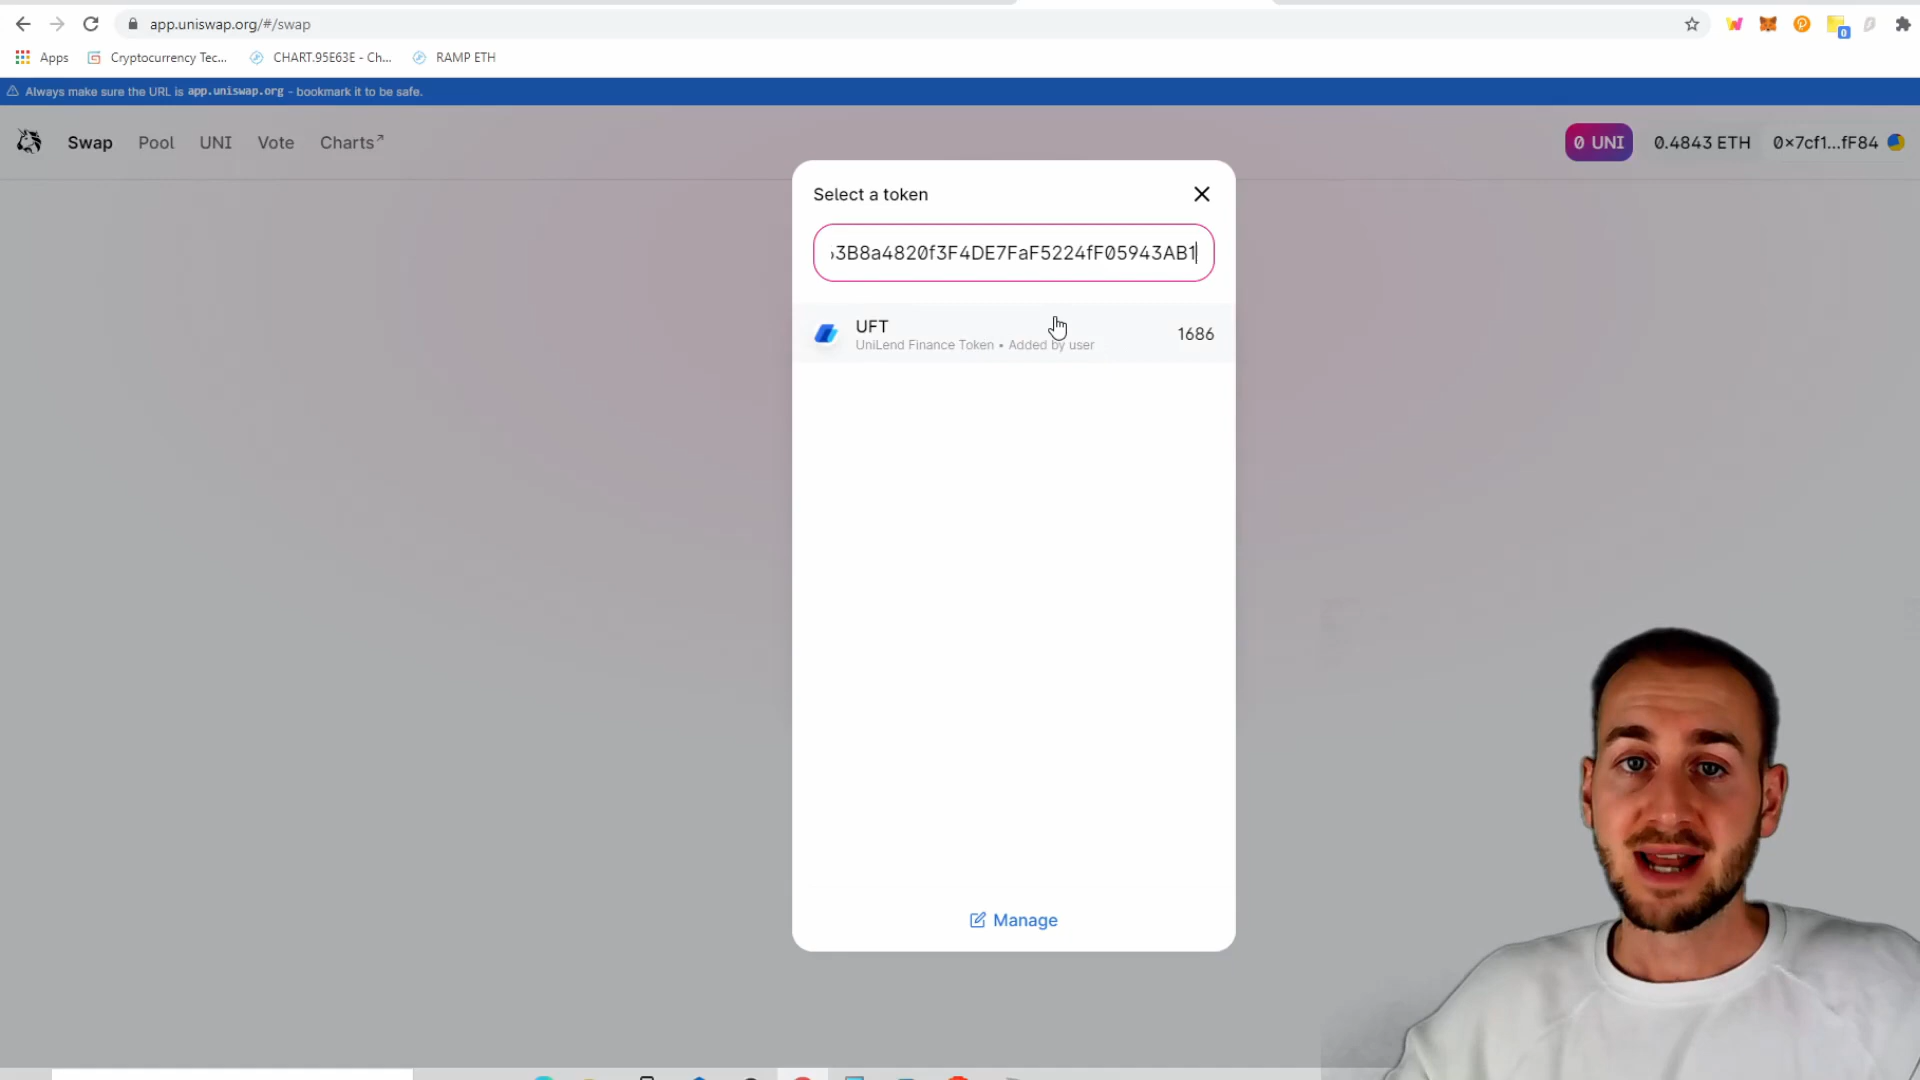 app.uniswap.org/#/swap
0
Apps
Cryptocurrency Tec...
CHART.95E63E - Ch...
RAMP ETH
Always make sure the URL is app.uniswap.org - bookmark it to be safe.
Swap
Pool
UNI
Vote
Charts↗
0 UNI
0.4843 ETH
0x7cf1...fF84
Select a token
3B8a4820f3F4DE7FaF5224fF05943AB1
UFT
1686
UniLend Finance Token • Added by user
Manage